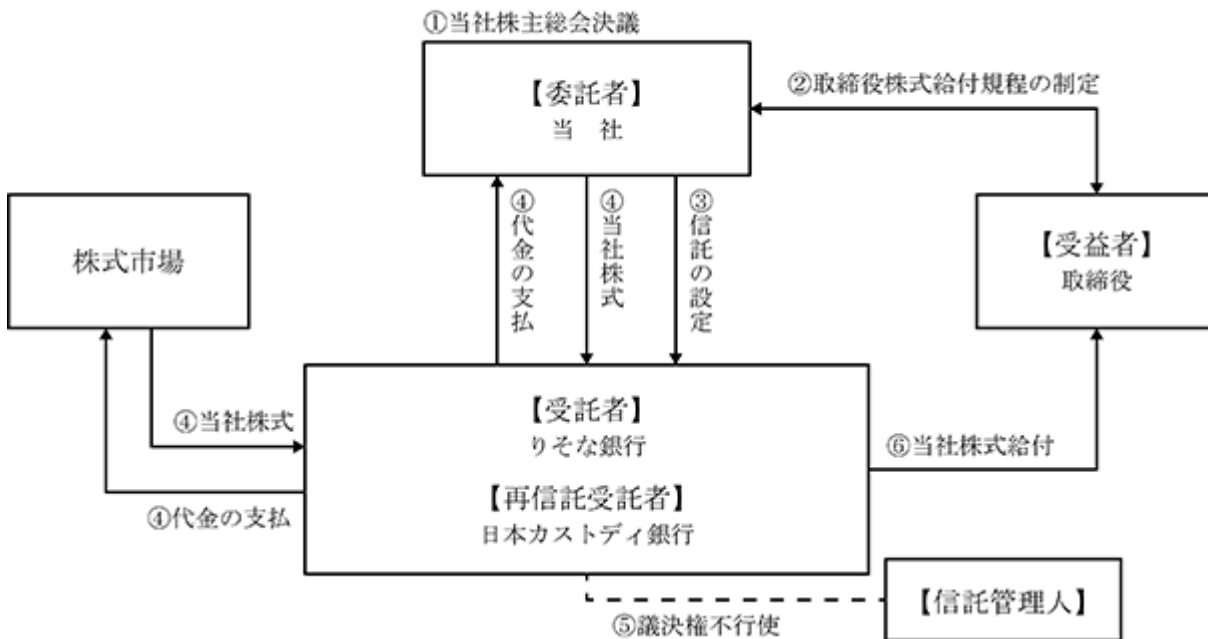 ①当社株主総会決議
【委託者】
当　社
②取締役株式給付規程の制定
株式市場
④代金の支払
④当社株式
③信託の設定
【受益者】
取締役
④当社株式
④代金の支払
【受託者】
りそな銀行
【再信託受託者】
日本カストディ銀行
⑥当社株式給付
【信託管理人】
⑤議決権不行使